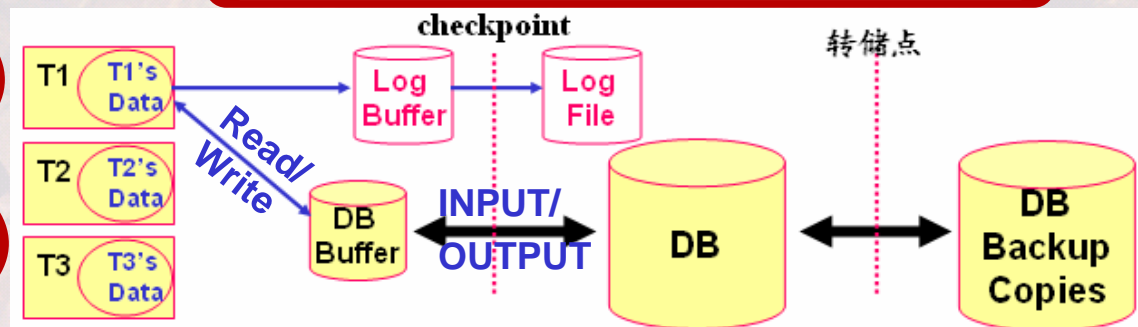 checkpoint
转储点
T1
T1's
Data
Log
Buffer
Log
File
Read/
Write
T2
T2's
Data
DB
Buffer
INPUT/
OUTPUT
DB
DB
Backup
Copies
T3
T3's
Data